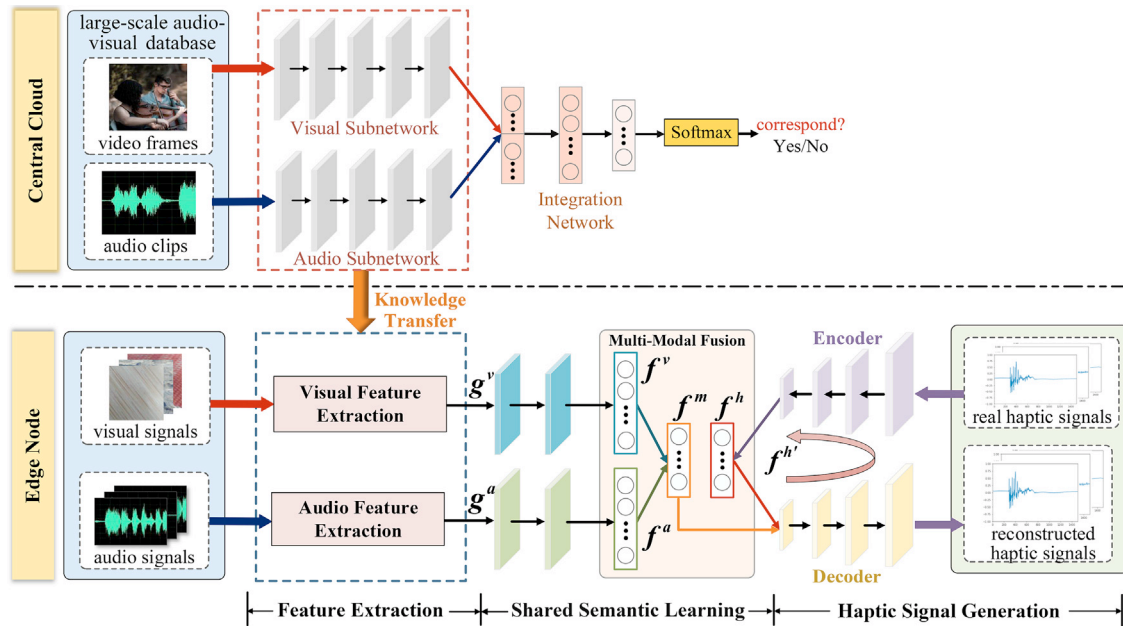 Central Cloud
large-scale audio-
visual database
video frames
audio clips
Visual Subnetwork
Audio Subnetwork
Integration
Network
Softmax
correspond?
Yes/No
Knowledge
Transfer
Edge Node
visual signals
audio signals
Visual Feature
Extraction
Audio Feature
Extraction
g^v
g^a
Multi-Modal Fusion
f^v
f^m
f^h
f^a
f^h'
Encoder
Decoder
real haptic signals
reconstructed
haptic signals
Feature Extraction
Shared Semantic Learning
Haptic Signal Generation